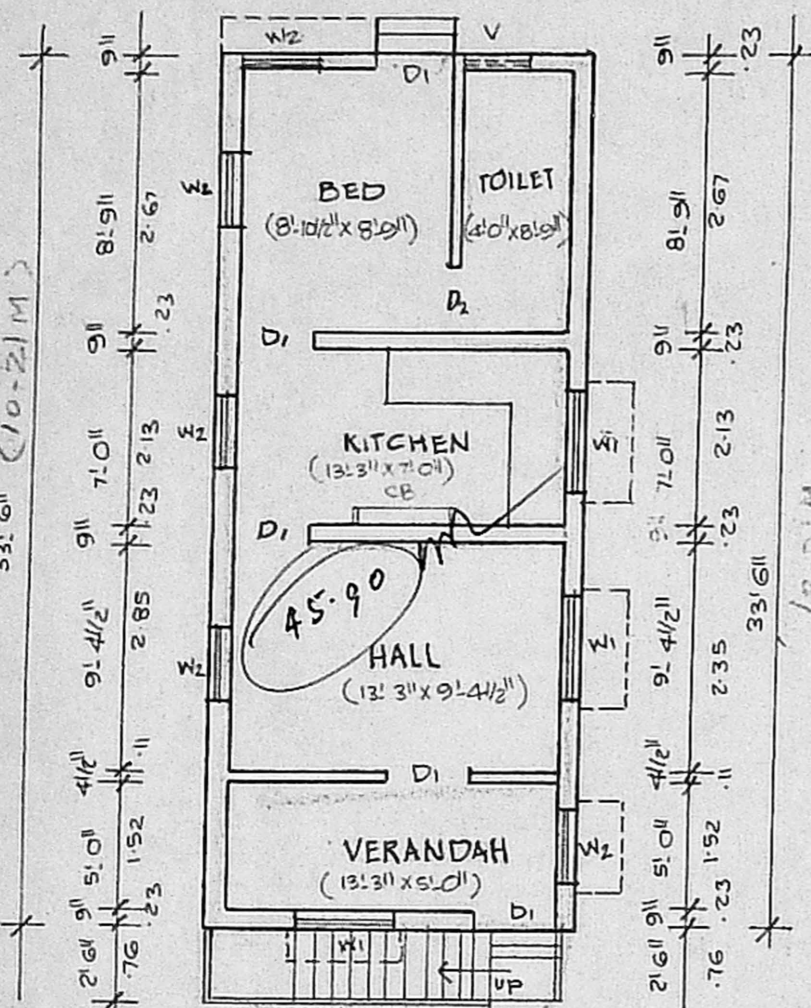 W2
V
D1
BED
(8'-10½" x 8'-9")
TOILET
(4'-0" x 8'-9")
W2
D2
D1
KITCHEN
(13'-3" x 7'-0")
CB
W2
W1
D1
45.90
HALL
(13'-3" x 9'-4½")
W2
W1
D1
VERANDAH
(13'-3" x 5'-0")
W2
D1
W1
UP
33'-6" (10-21M)
9"
8'-9"
2.67
9"
.23
7'-0"
2.13
9"
.23
9'-4½"
2.85
4½"
.11
5'-0"
1.52
9"
.23
2'-6"
.76
9"
.23
8'-9"
2.67
9"
.23
7'-0"
2.13
9"
.23
9'-4½"
2.35
4½"
.11
5'-0"
1.52
9"
.23
2'-6"
.76
33'6"